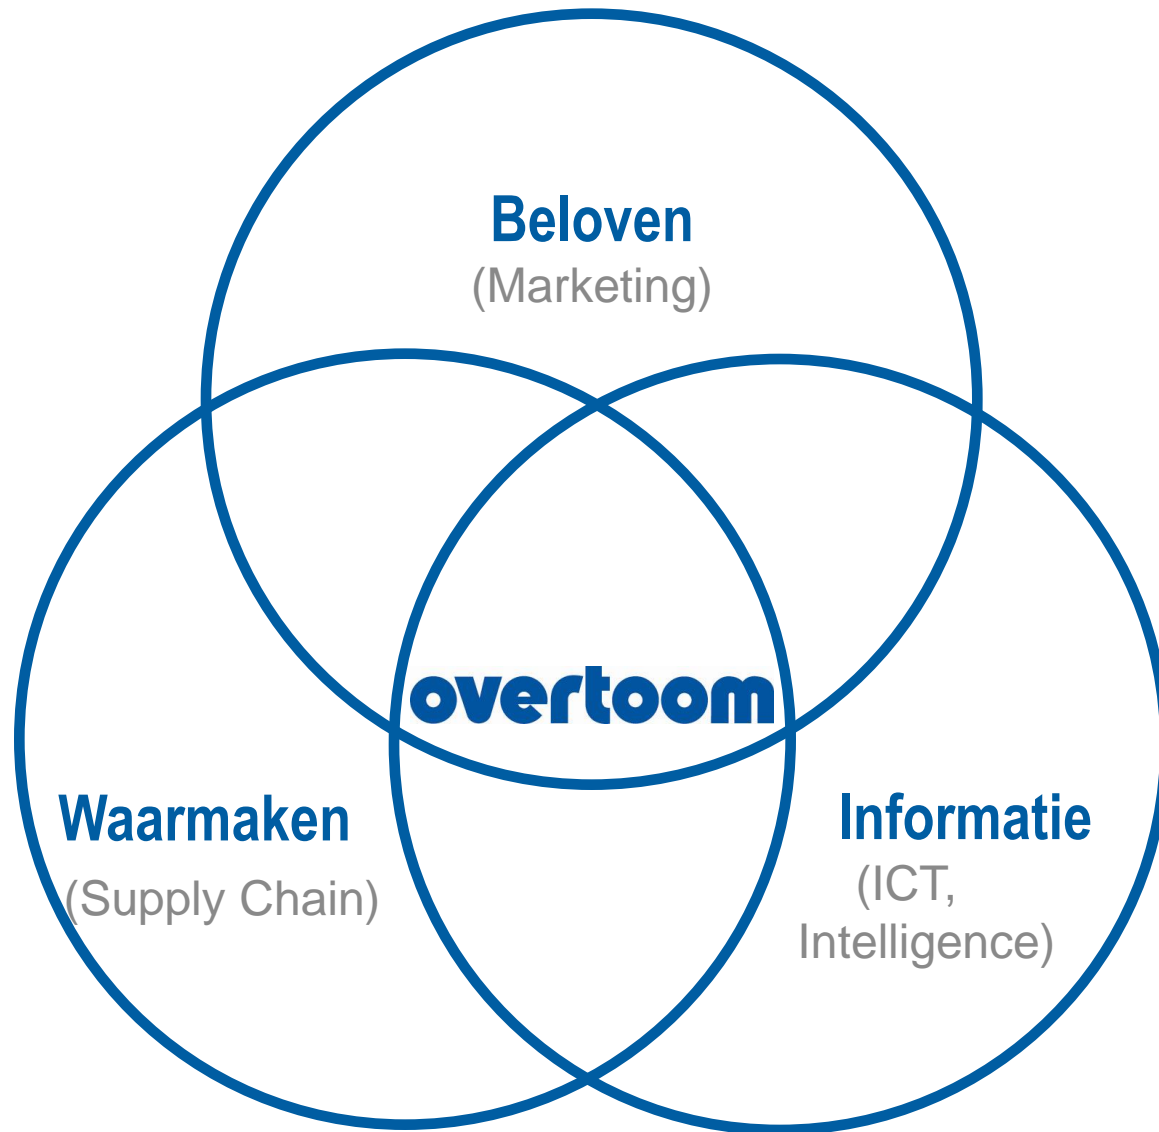 Beloven
(Marketing)
overtoom
Waarmaken
(Supply Chain)
Informatie
(ICT,
Intelligence)